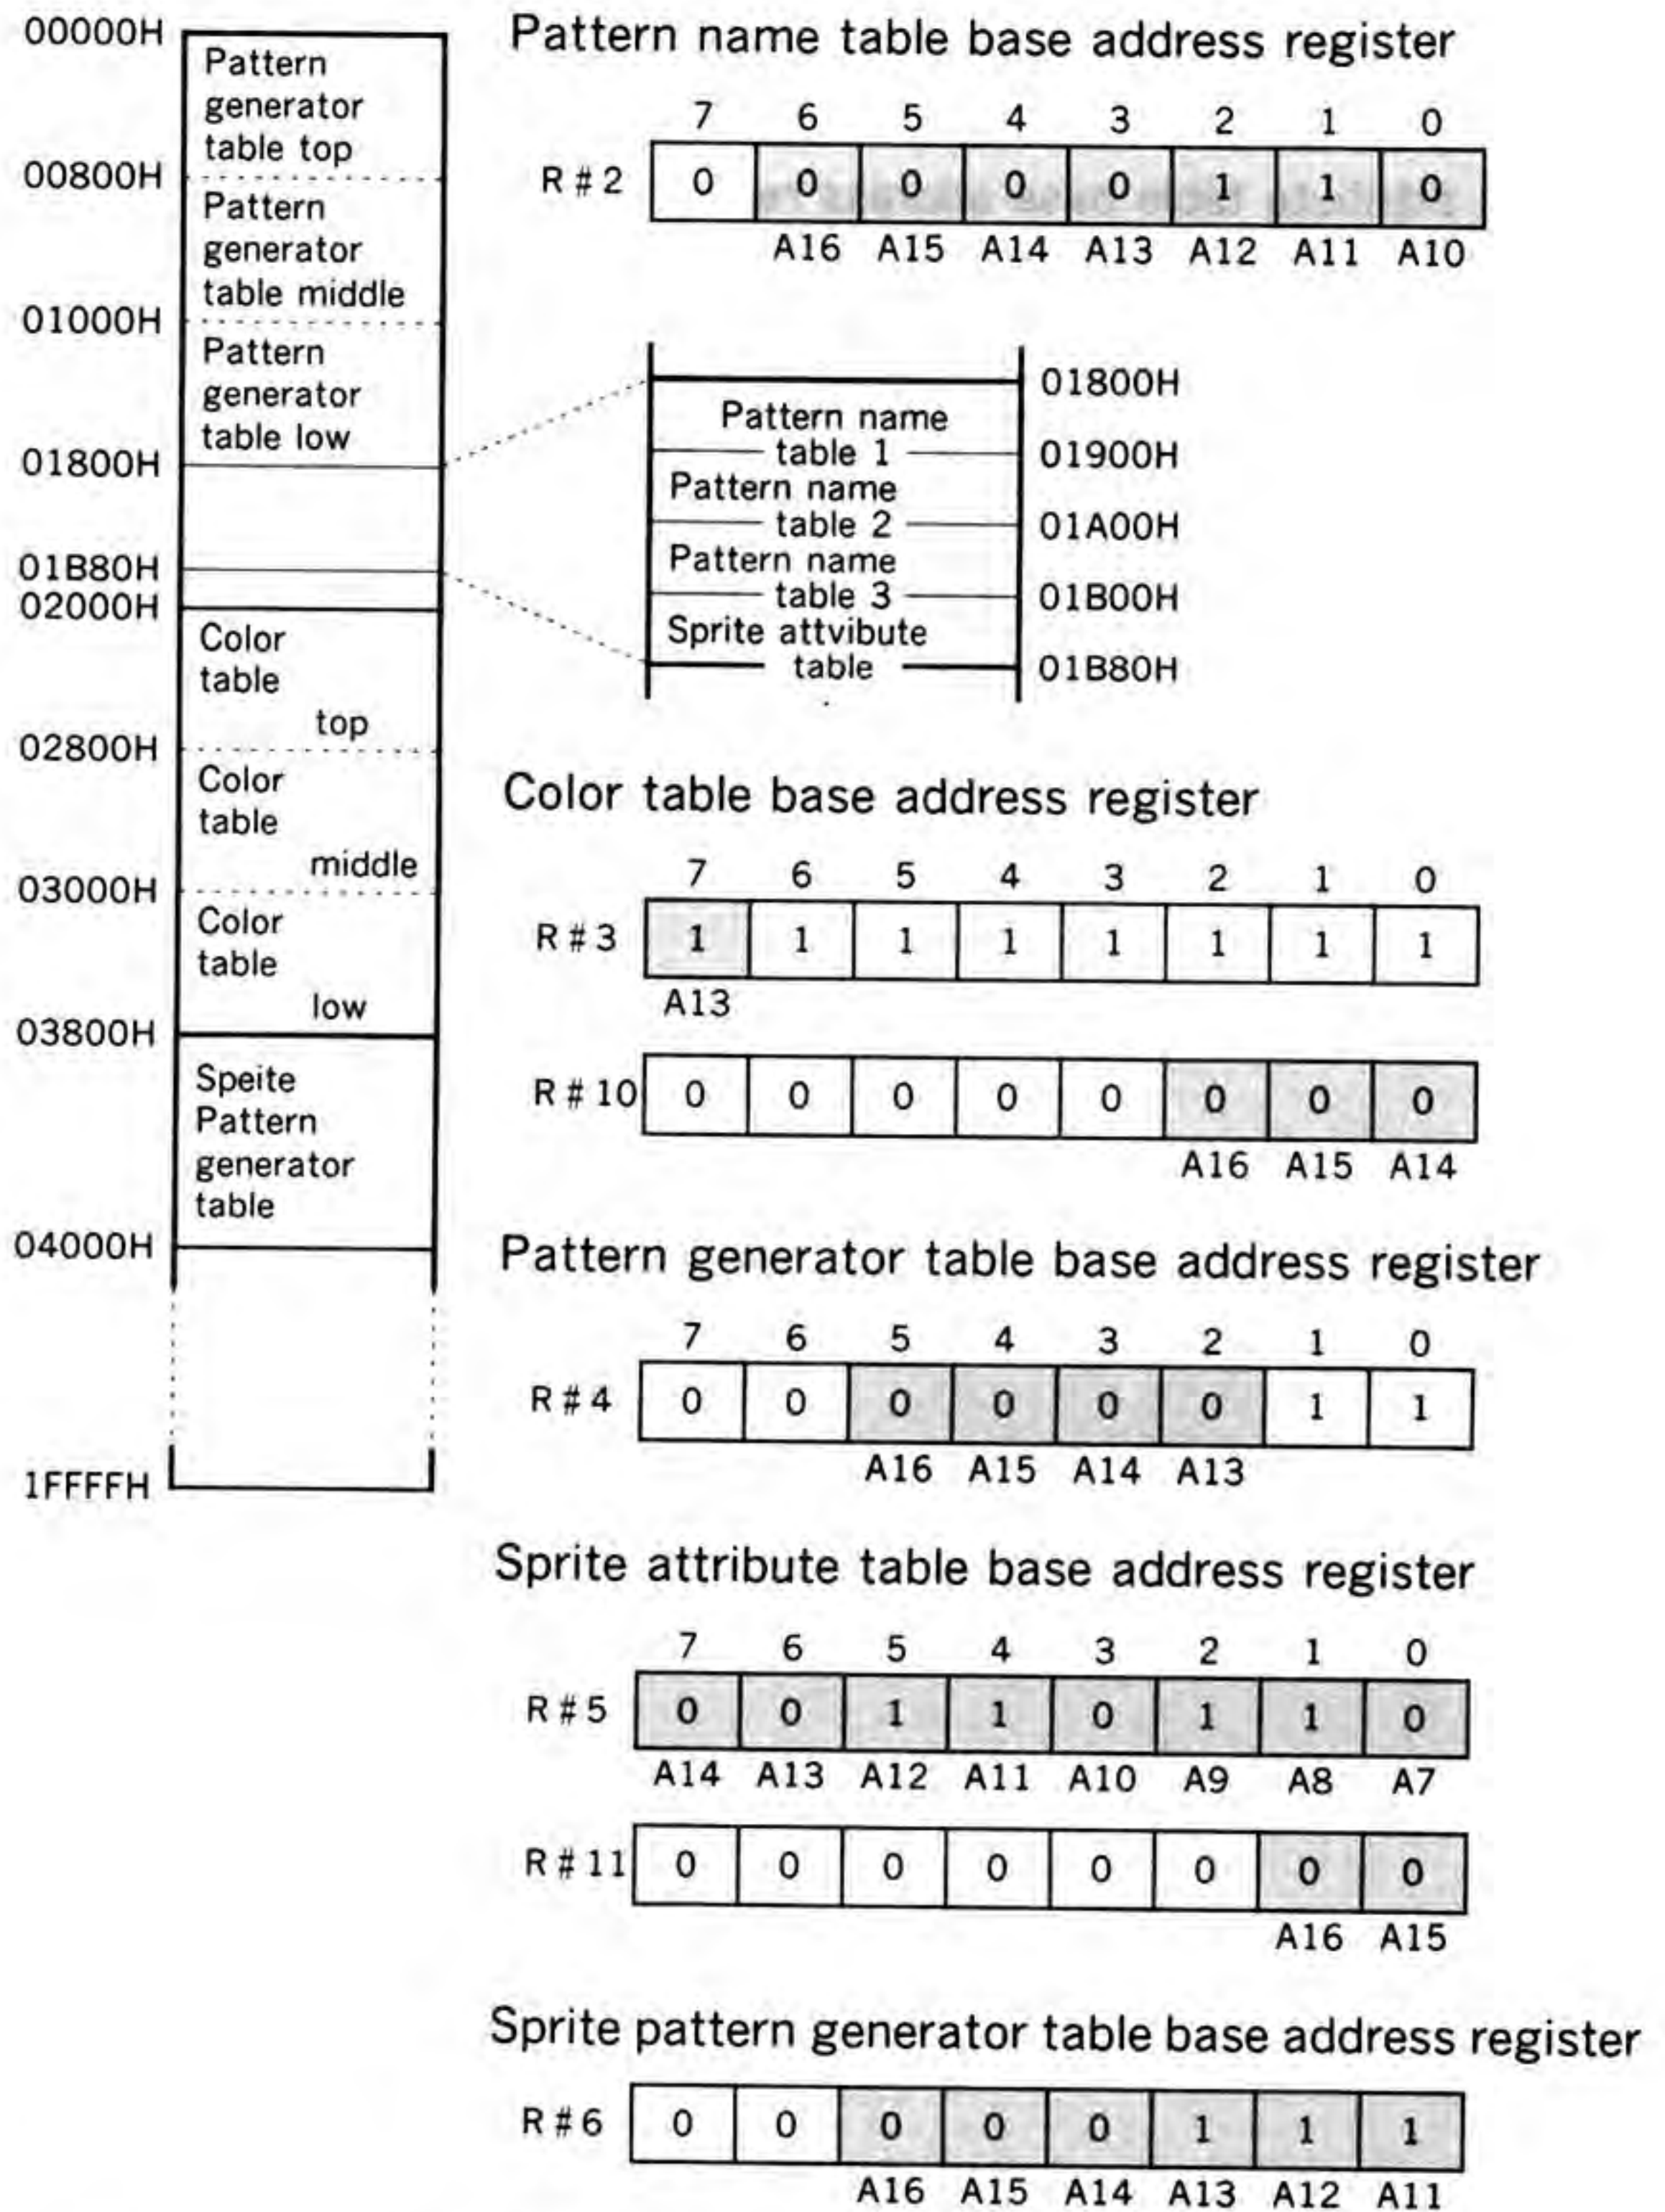 00000H
Pattern
generator
table top
00800H
Pattern
generator
table middle
01000H
Pattern
generator
table low
01800H
01B80H
02000H
Color
table
top
02800H
Color
table
middle
03000H
Color
table
low
03800H
Speite
Pattern
generator
table
04000H
1FFFFH
Pattern name table base address register
7 6 5 4 3 2 1 0
R#2 0 0 0 0 0 1 1 0
A16 A15 A14 A13 A12 A11 A10
01800H
Pattern name
table 1 01900H
Pattern name
table 2 01A00H
Pattern name
table 3 01B00H
Sprite attvibute
table 01B80H
Color table base address register
7 6 5 4 3 2 1 0
R#3 1 1 1 1 1 1 1 1
A13
R#10 0 0 0 0 0 0 0 0
A16 A15 A14
Pattern generator table base address register
7 6 5 4 3 2 1 0
R#4 0 0 0 0 0 0 1 1
A16 A15 A14 A13
Sprite attribute table base address register
7 6 5 4 3 2 1 0
R#5 0 0 1 1 0 1 1 0
A14 A13 A12 A11 A10 A9 A8 A7
R#11 0 0 0 0 0 0 0 0
A16 A15
Sprite pattern generator table base address register
R#6 0 0 0 0 0 1 1 1
A16 A15 A14 A13 A12 A11